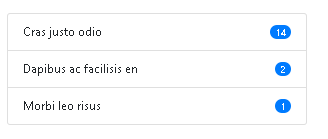 Cras justo odio 14
Dapibus ac facilisis en 2
Morbi leo risus 1